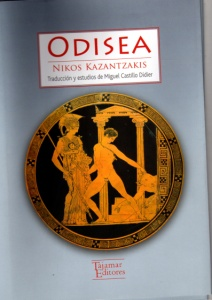 ODISEA
NIKOS KAZANTZAKIS
Traducción y estudios de Miguel Castillo Didier
Tajamar
Editores